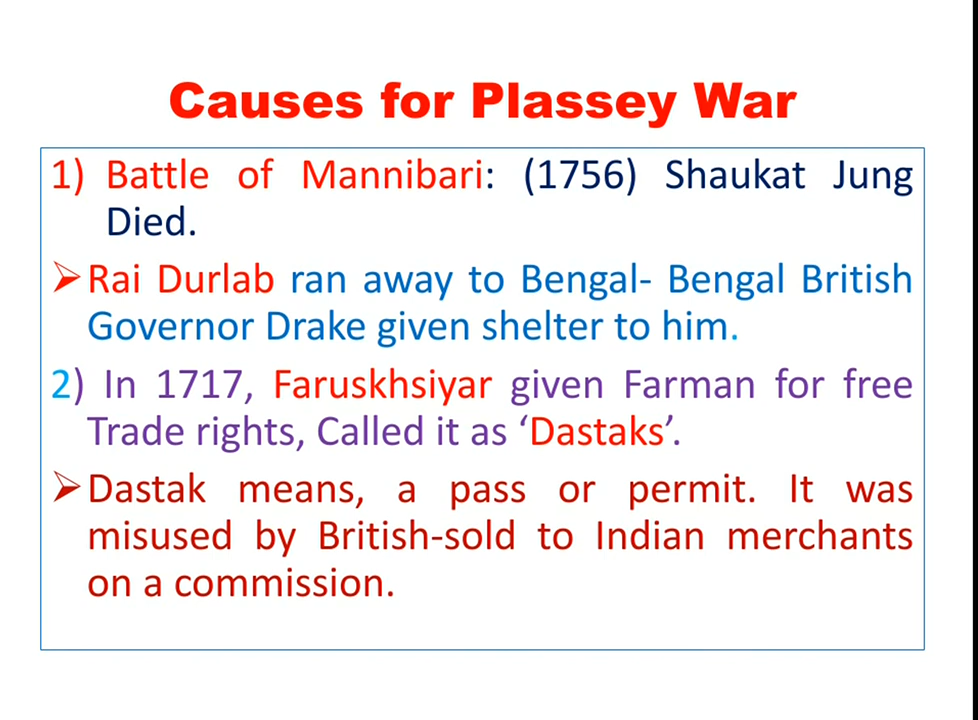 Causes for Plassey War
1) Battle of Mannibari: (1756) Shaukat Jung
Died.
➢Rai Durlab ran away to Bengal- Bengal British
Governor Drake given shelter to him.
2) In 1717, Faruskhsiyar given Farman for free
Trade rights, Called it as ‘Dastaks’.
➢Dastak means, a pass or permit. It was
misused by British-sold to Indian merchants
on a commission.